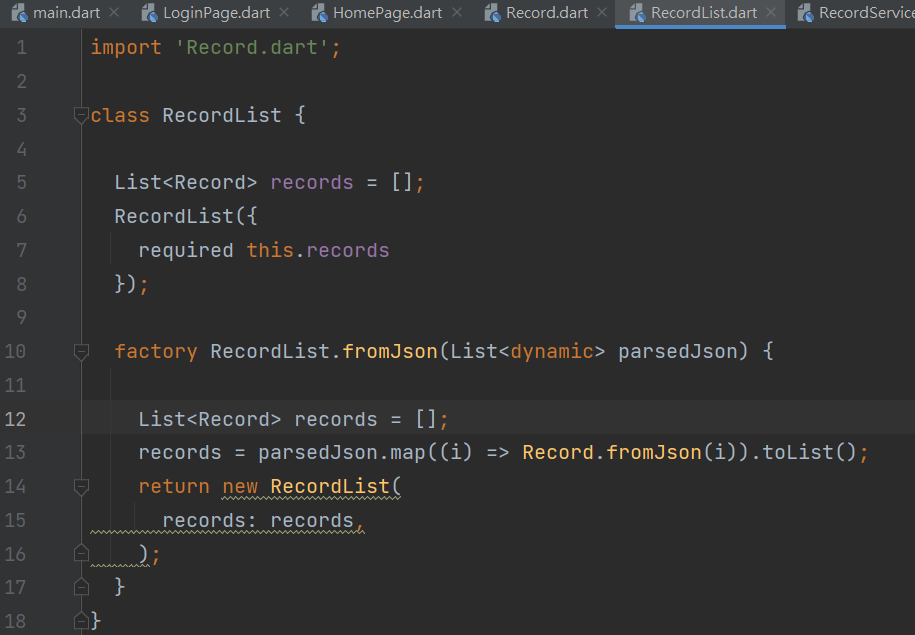 main.dart LoginPage.dart HomePage.dart Record.dart RecordList.dart RecordService
1 import 'Record.dart';
2
3 class RecordList {
4
5 List<Record> records = [];
6 RecordList({
7 required this.records
8 });
9
10 factory RecordList.fromJson(List<dynamic> parsedJson) {
11
12 List<Record> records = [];
13 records = parsedJson.map((i) => Record.fromJson(i)).toList();
14 return new RecordList(
15 records: records,
16 );
17 }
18 }